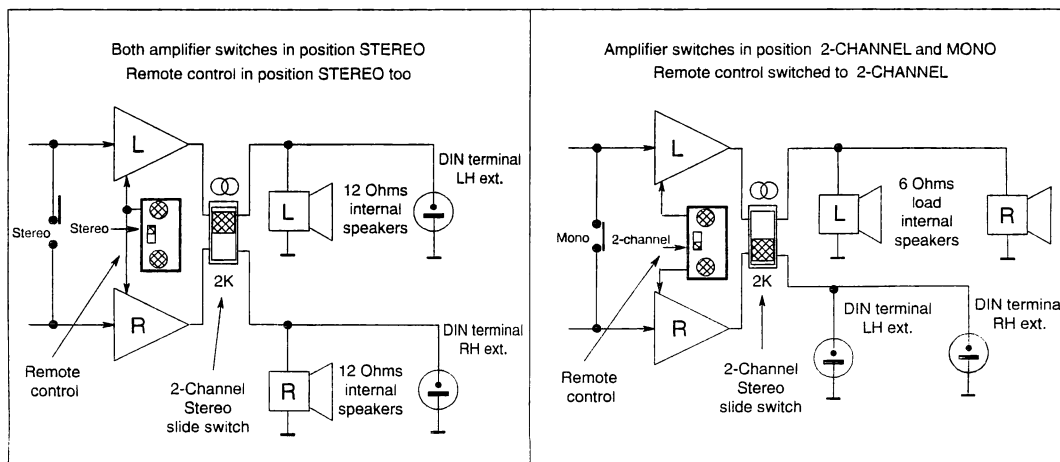 Both amplifier switches in position STEREO
Remote control in position STEREO too
L
DIN terminal
LH ext.
12 Ohms
internal
speakers
L
Stereo
Stereo
2K
R
DIN terminal
RH ext.
Remote
control
2-Channel
Stereo
slide switch
R
12 Ohms
internal
speakers
Amplifier switches in position 2-CHANNEL and MONO
Remote control switched to 2-CHANNEL
L
L
6 Ohms
load
internal
speakers
R
Mono
2-channel
2K
R
DIN terminal
LH ext.
DIN terminal
RH ext.
Remote
control
2-Channel
Stereo
slide switch